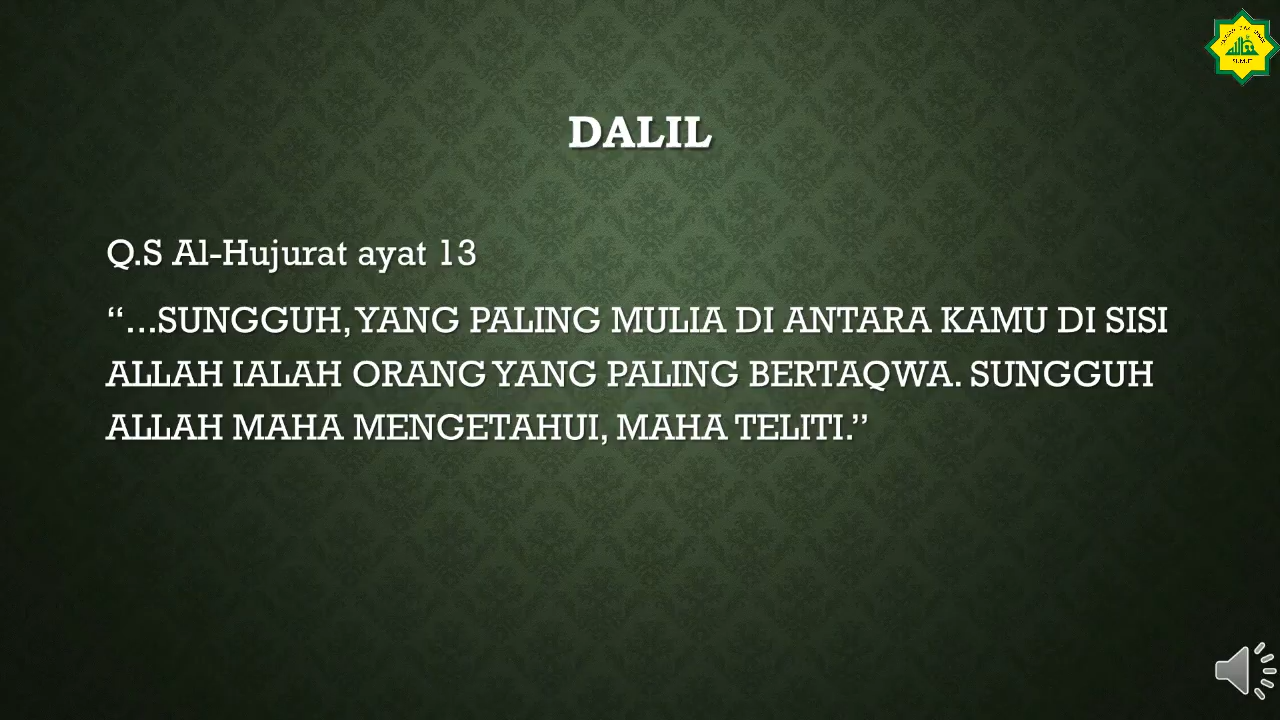 DALIL
Q.S Al-Hujurat ayat 13
“...SUNGGUH, YANG PALING MULIA DI ANTARA KAMU DI SISI
ALLAH IALAH ORANG YANG PALING BERTAQWA. SUNGGUH
ALLAH MAHA MENGETAHUI, MAHA TELITI.”